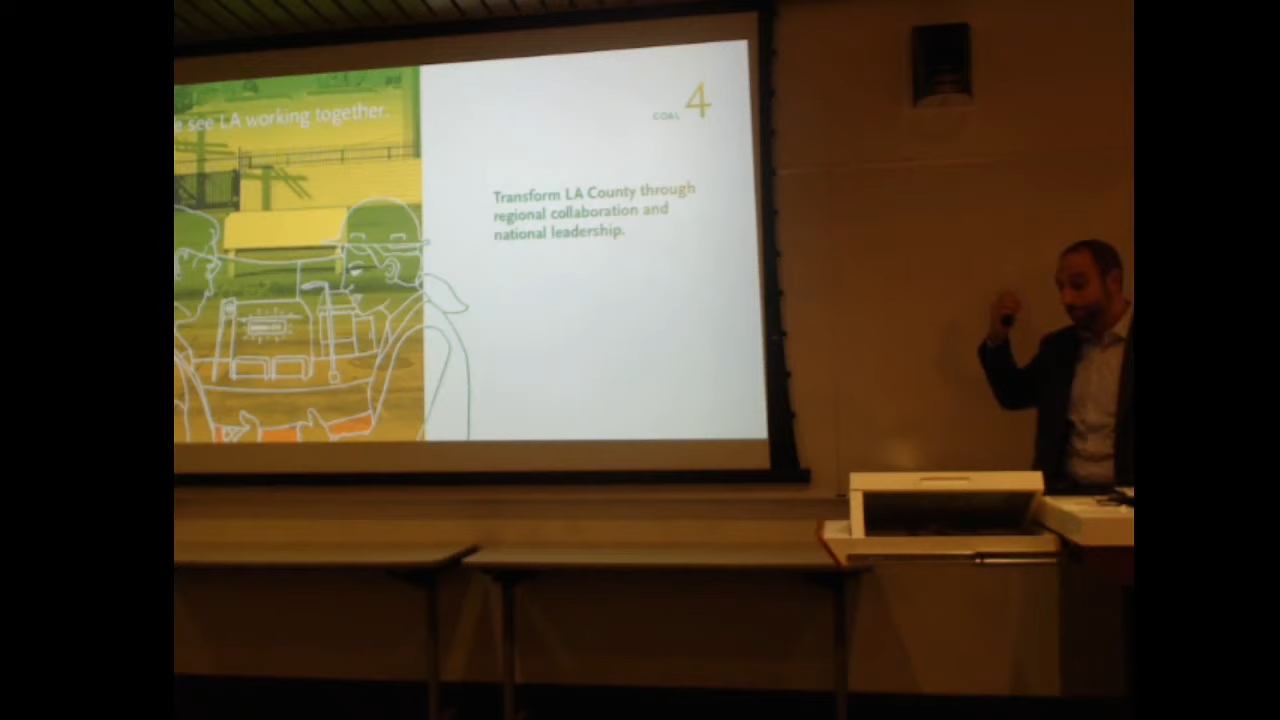 e see LA working together.
GOAL 4
Transform LA County through
regional collaboration and
national leadership.